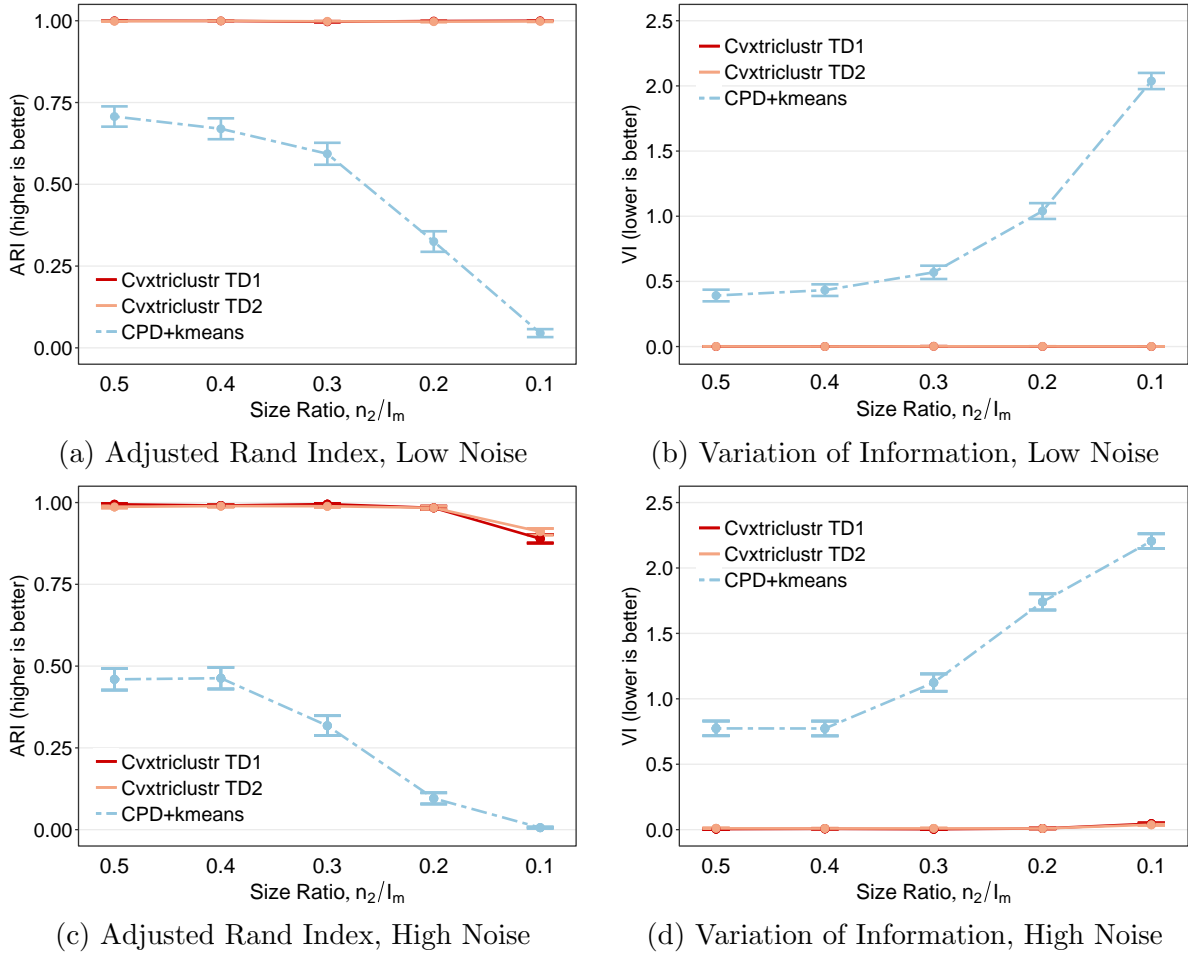 1.00
0.75
0.50
0.25
0.00
ARI (higher is better)
Cvxtriclustr TD1
Cvxtriclustr TD2
CPD+kmeans
0.5 0.4 0.3 0.2 0.1
Size Ratio, n₂/Iₘ
(a) Adjusted Rand Index, Low Noise
2.5
2.0
1.5
1.0
0.5
0.0
VI (lower is better)
Cvxtriclustr TD1
Cvxtriclustr TD2
CPD+kmeans
0.5 0.4 0.3 0.2 0.1
Size Ratio, n₂/Iₘ
(b) Variation of Information, Low Noise
1.00
0.75
0.50
0.25
0.00
ARI (higher is better)
Cvxtriclustr TD1
Cvxtriclustr TD2
CPD+kmeans
0.5 0.4 0.3 0.2 0.1
Size Ratio, n₂/Iₘ
(c) Adjusted Rand Index, High Noise
2.5
2.0
1.5
1.0
0.5
0.0
VI (lower is better)
Cvxtriclustr TD1
Cvxtriclustr TD2
CPD+kmeans
0.5 0.4 0.3 0.2 0.1
Size Ratio, n₂/Iₘ
(d) Variation of Information, High Noise